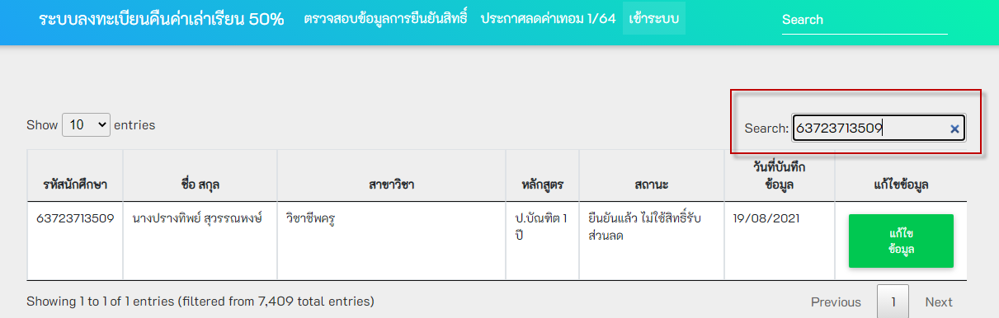 ระบบลงทะเบียนคืนค่าเล่าเรียน 50% ตรวจสอบข้อมูลการยืนยันสิทธิ์ ประกาศลดค่าเทอม 1/64 เข้าระบบ Search
Show 10 entries Search: 63723713509
รหัสนักศึกษา ชื่อ สกุล สาขาวิชา หลักสูตร สถานะ วันที่บันทึก
ข้อมูล แก้ไขข้อมูล
63723713509 นางปรางทิพย์ สุวรรณหงษ์ วิชาชีพครู ป.บัณฑิต 1
ปี ยืนยันแล้ว ไม่ใช้สิทธิ์รับ
ส่วนลด 19/08/2021 แก้ไข
ข้อมูล
Showing 1 to 1 of 1 entries (filtered from 7,409 total entries) Previous 1 Next